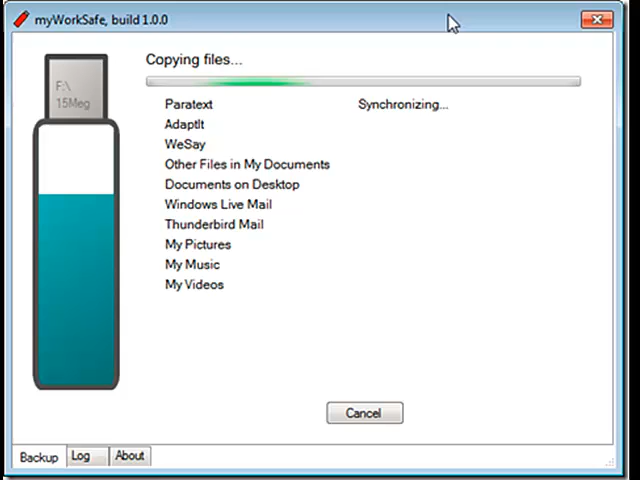 myWorkSafe, build 1.0.0
Copying files...
F:\
15Meg
Paratext Synchronizing...
AdaptIt
WeSay
Other Files in My Documents
Documents on Desktop
Windows Live Mail
Thunderbird Mail
My Pictures
My Music
My Videos
Cancel
Backup Log About